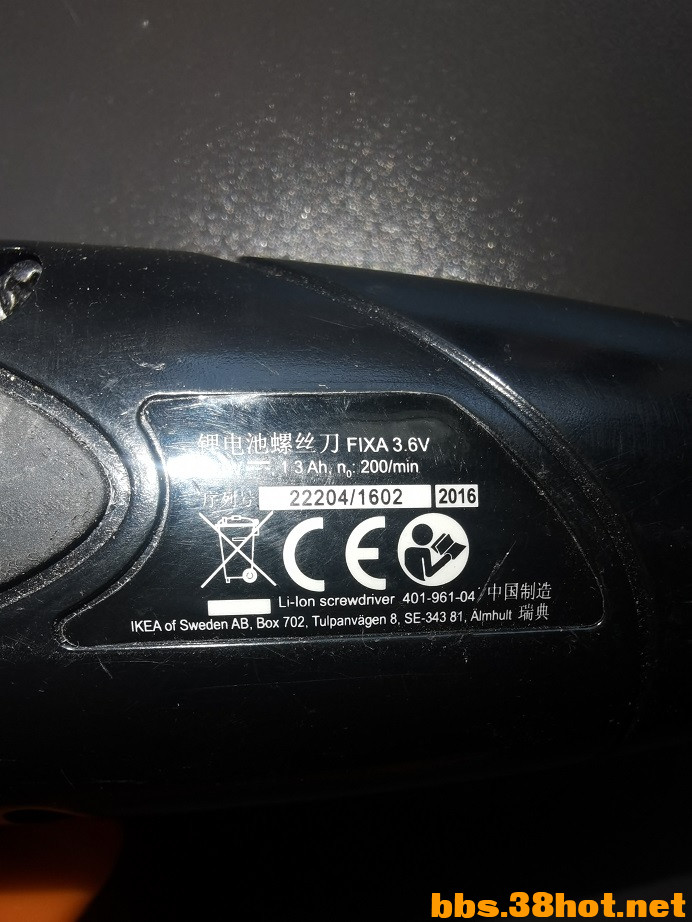 锂电池螺丝刀 FIXA 3.6V
1.3 Ah, n₀: 200/min
序列号 22204/1602 2016
CE
Li-Ion screwdriver 401-961-04 中国制造
IKEA of Sweden AB, Box 702, Tulpanvägen 8, SE-343 81, Älmhult 瑞典
bbs.38hot.net